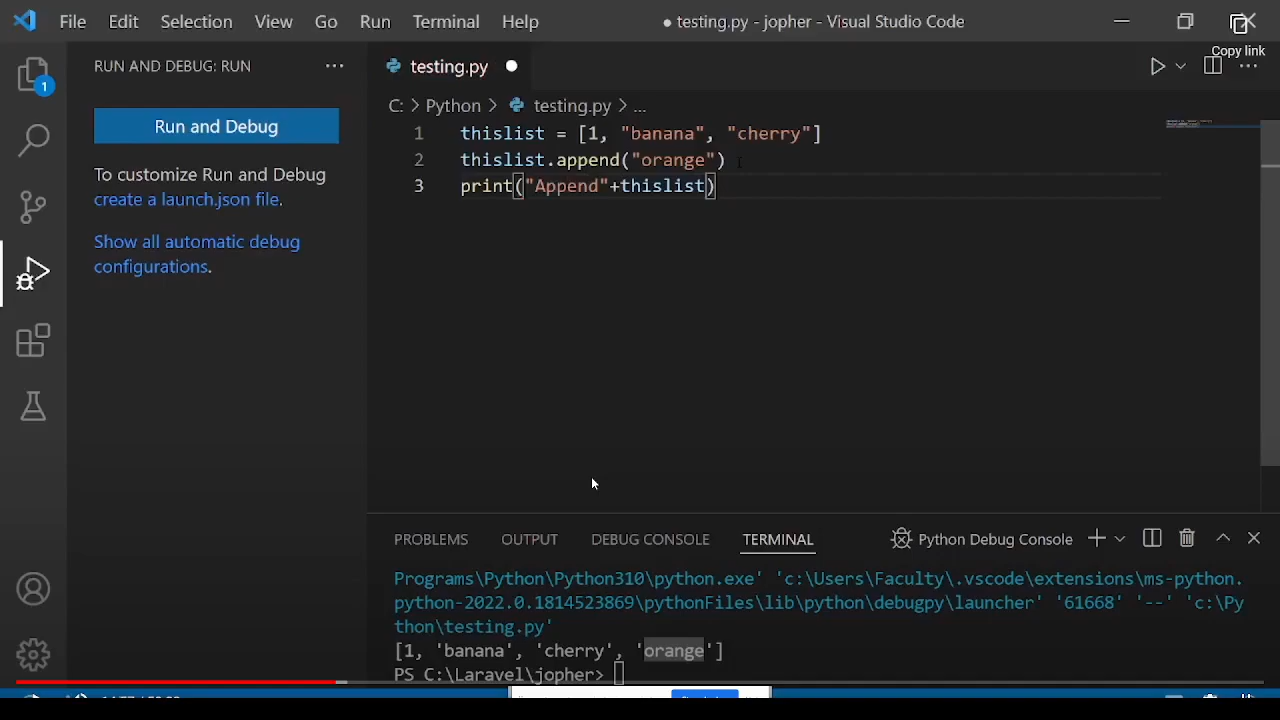 File Edit Selection View Go Run Terminal Help ● testing.py - jopher - Visual Studio Code
Copy link
RUN AND DEBUG: RUN ...
testing.py
1
Run and Debug
To customize Run and Debug
create a launch.json file.
Show all automatic debug
configurations.
C: > Python > testing.py > ...
1 thislist = [1, "banana", "cherry"]
2 thislist.append("orange")
3 print("Append"+thislist)
PROBLEMS OUTPUT DEBUG CONSOLE TERMINAL Python Debug Console
Programs\Python\Python310\python.exe' 'c:\Users\Faculty\.vscode\extensions\ms-python.
python-2022.0.1814523869\pythonFiles\lib\python\debugpy\launcher' '61668' '--' 'c:\Py
thon\testing.py'
[1, 'banana', 'cherry', 'orange']
PS C:\Laravel\jopher>